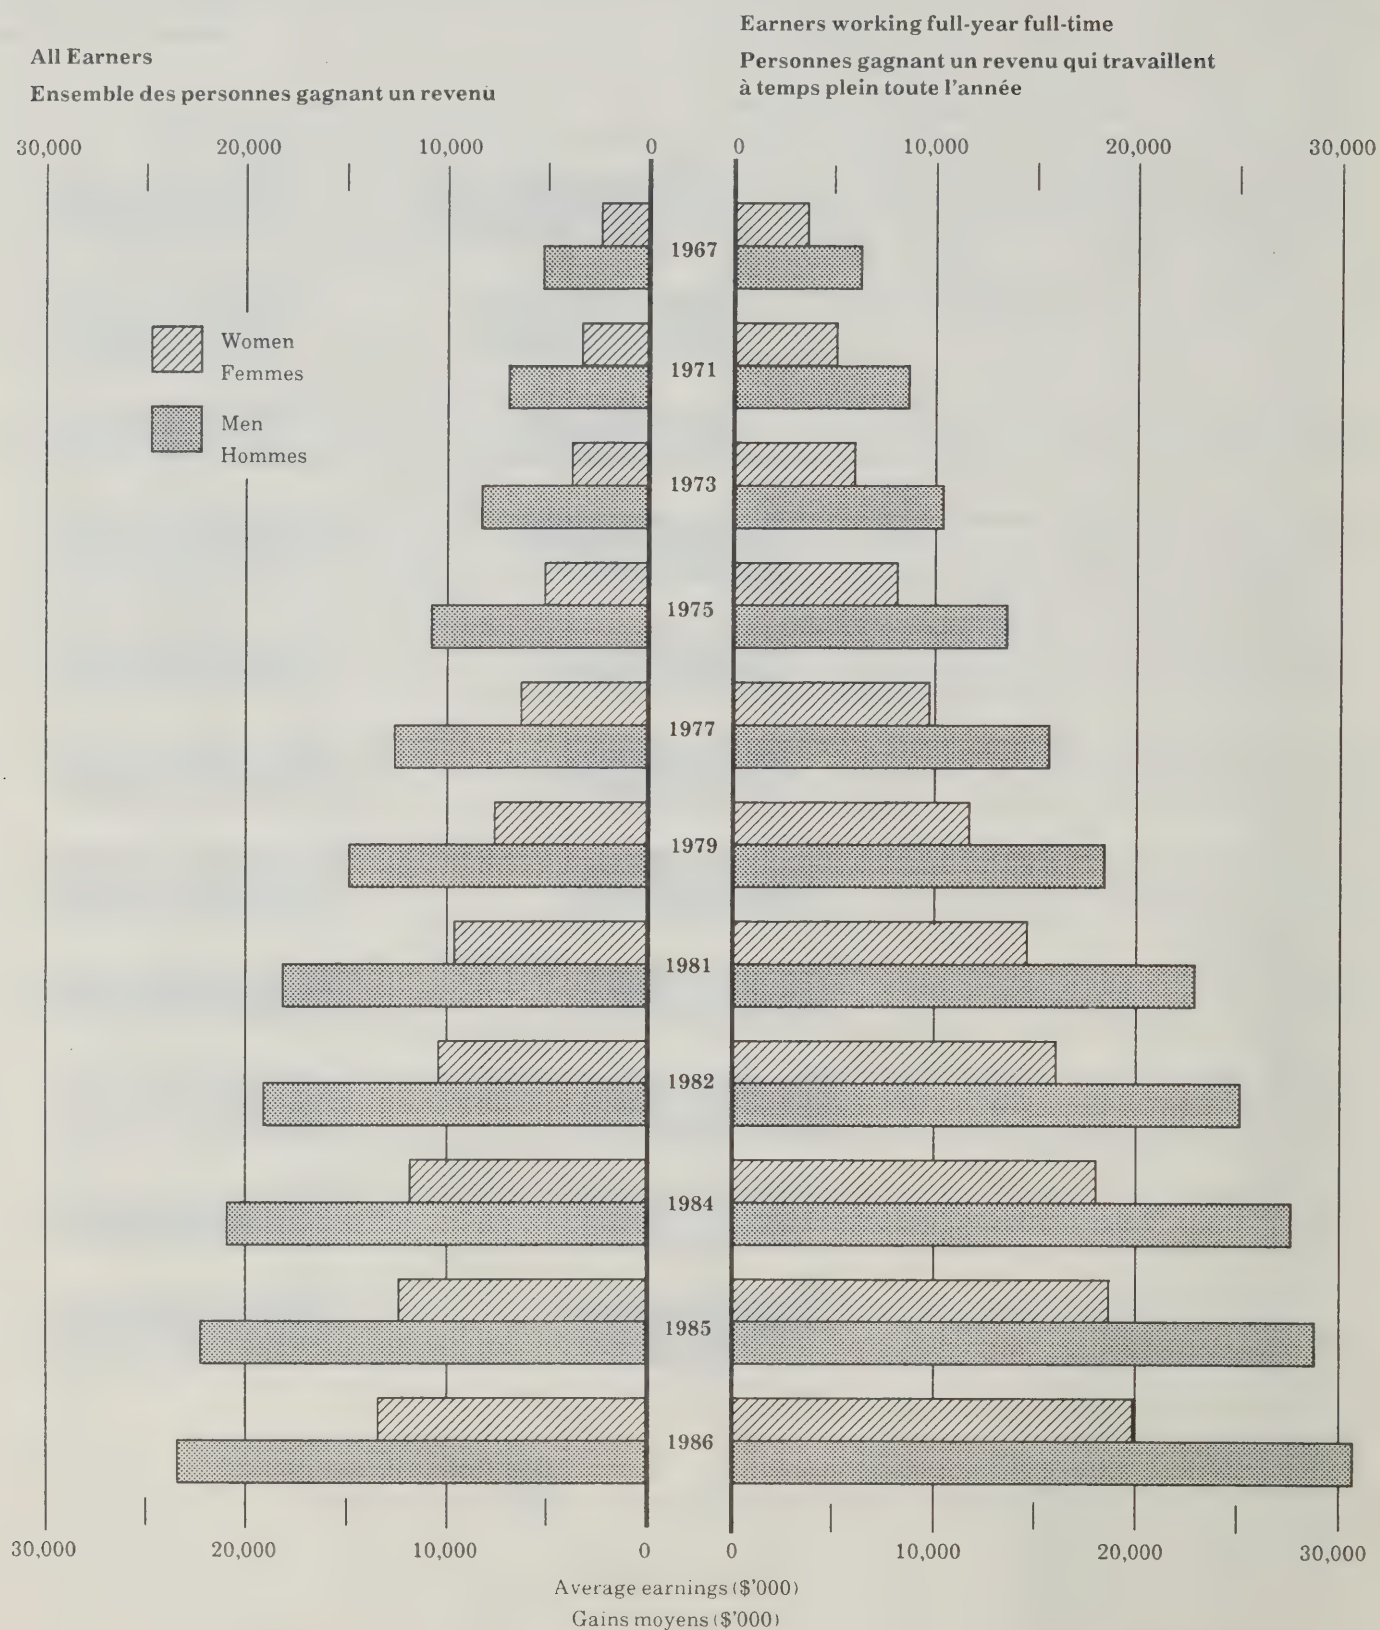 All Earners
Ensemble des personnes gagnant un revenu
Earners working full-year full-time
Personnes gagnant un revenu qui travaillent
à temps plein toute l'année
30,000 20,000 10,000 0 0 10,000 20,000 30,000
1967
Women
Femmes
Men
Hommes
1971
1973
1975
1977
1979
1981
1982
1984
1985
1986
30,000 20,000 10,000 0 0 10,000 20,000 30,000
Average earnings ($'000)
Gains moyens ($'000)